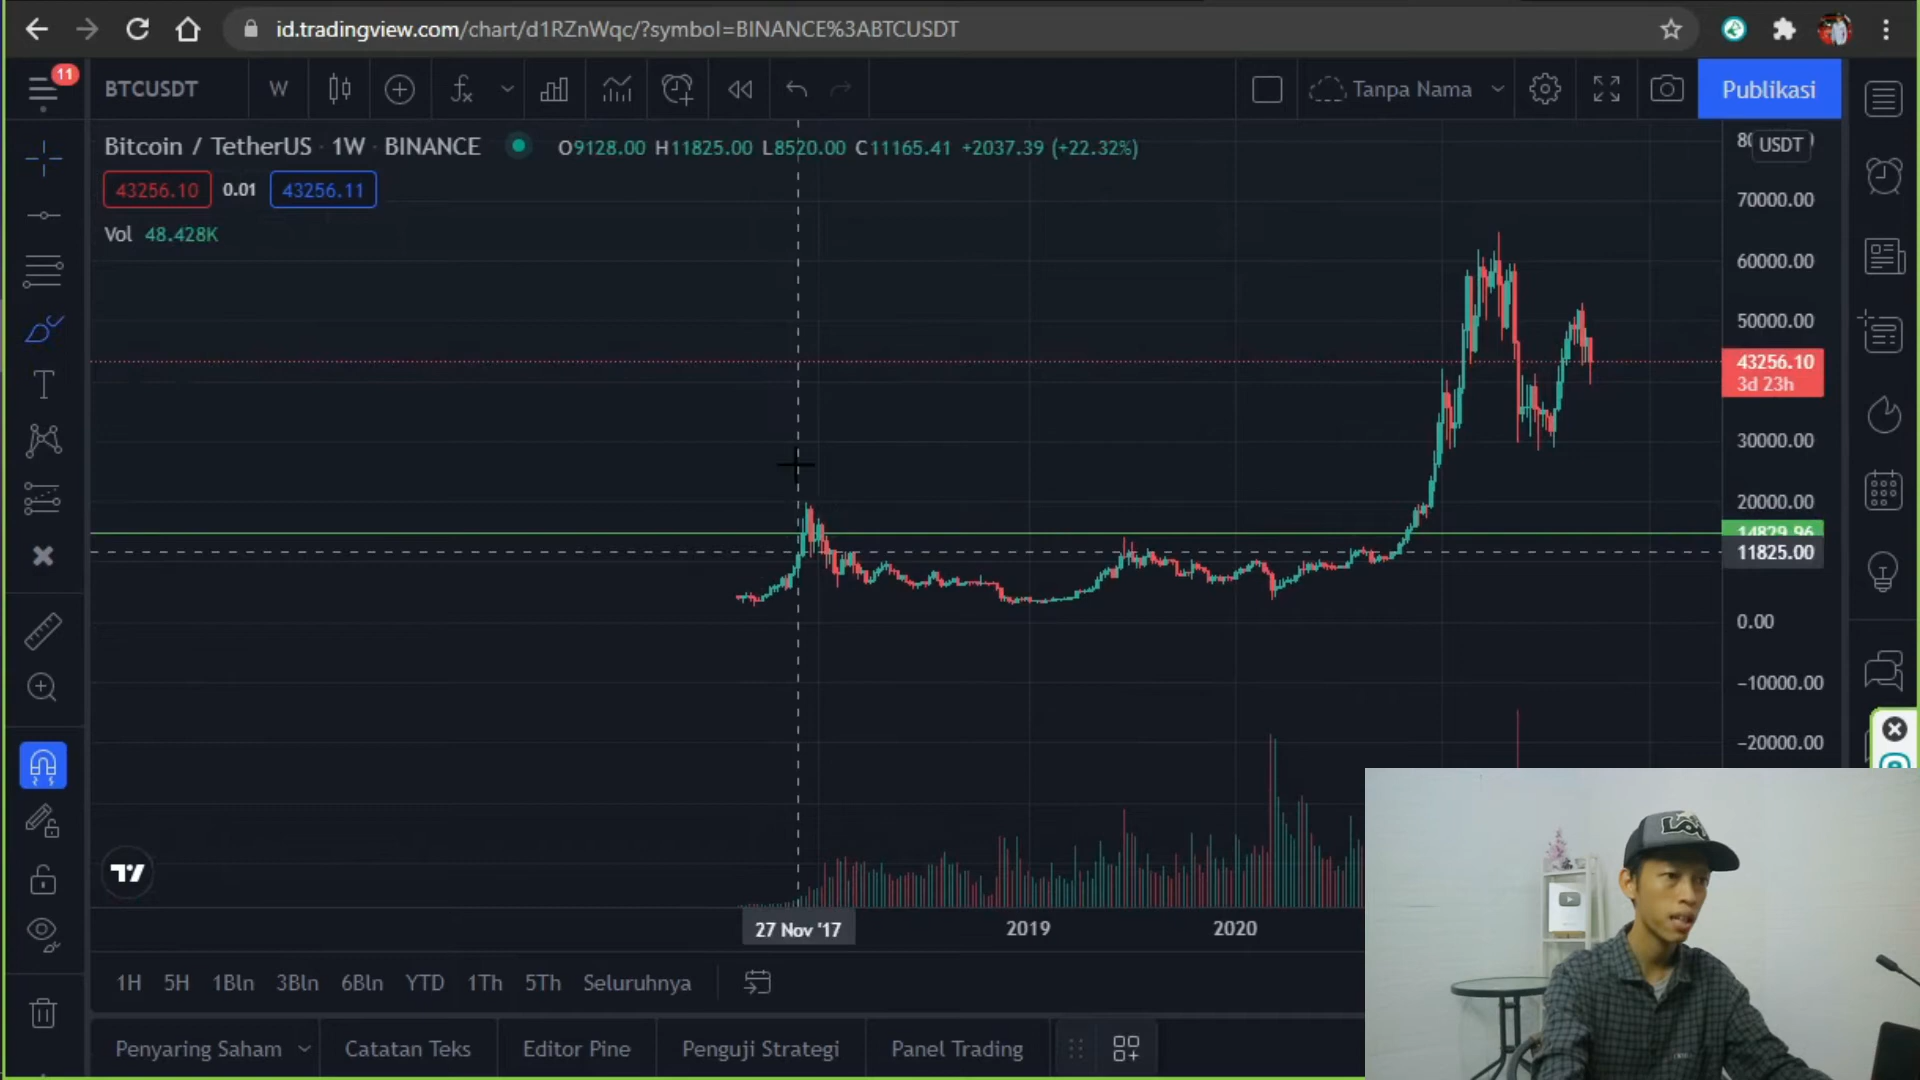 id.tradingview.com/chart/d1RZnWqc/?symbol=BINANCE%3ABTCUSDT
11
BTCUSDT
W
Tanpa Nama
Publikasi
Bitcoin / TetherUS · 1W · BINANCE
O9128.00 H11825.00 L8520.00 C11165.41 +2037.39 (+22.32%)
USDT
43256.10
0.01
43256.11
Vol 48.428K
70000.00
60000.00
50000.00
43256.10
3d 23h
30000.00
20000.00
14829.96
11825.00
0.00
−10000.00
−20000.00
27 Nov '17
2019
2020
1H
5H
1Bln
3Bln
6Bln
YTD
1Th
5Th
Seluruhnya
Penyaring Saham
Catatan Teks
Editor Pine
Penguji Strategi
Panel Trading